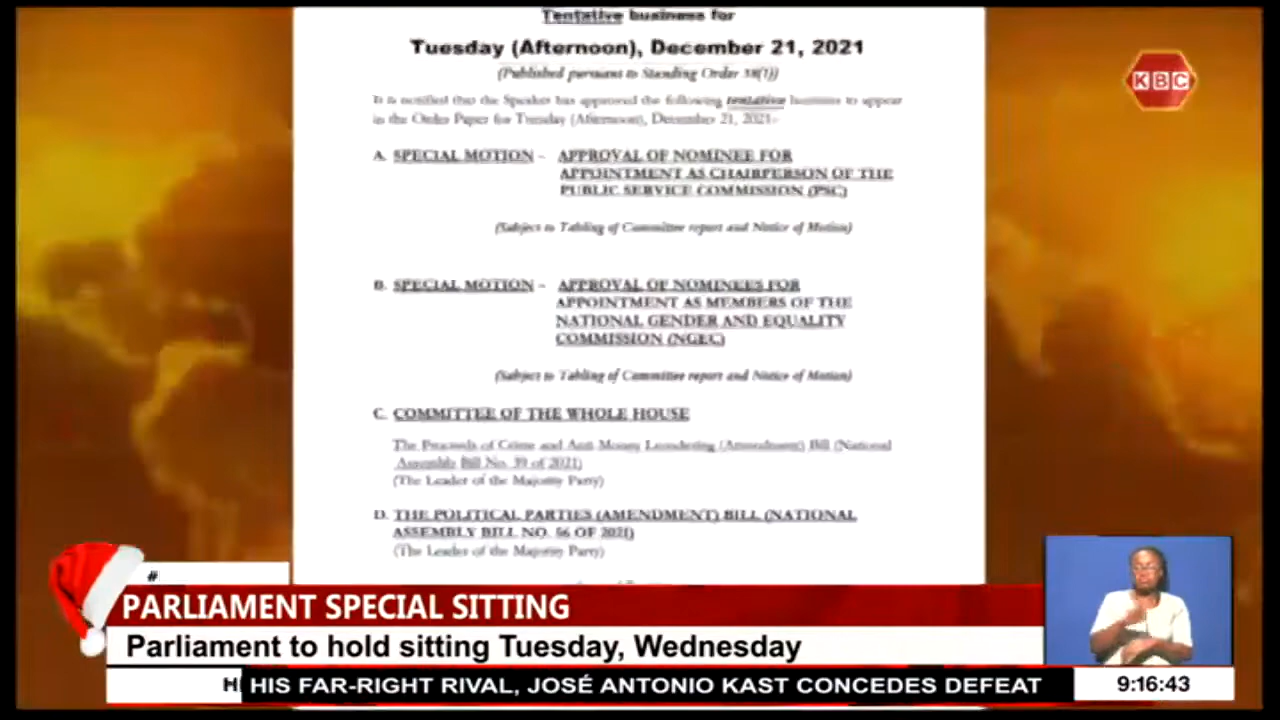 Tentative business for
Tuesday (Afternoon), December 21, 2021
(Published pursuant to Standing Order 38(1))
It is notified that the Speaker has approved the following tentative business to appear
in the Order Paper for Tuesday (Afternoon), December 21, 2021:-
KBC
A. SPECIAL MOTION - APPROVAL OF NOMINEE FOR
APPOINTMENT AS CHAIRPERSON OF THE
PUBLIC SERVICE COMMISSION (PSC)
(Subject to Tabling of Committee report and Notice of Motion)
B. SPECIAL MOTION - APPROVAL OF NOMINEES FOR
APPOINTMENT AS MEMBERS OF THE
NATIONAL GENDER AND EQUALITY
COMMISSION (NGEC)
(Subject to Tabling of Committee report and Notice of Motion)
C. COMMITTEE OF THE WHOLE HOUSE
The Proceeds of Crime and Anti-Money Laundering (Amendment) Bill (National
Assembly Bill No. 39 of 2021)
(The Leader of the Majority Party)
D. THE POLITICAL PARTIES (AMENDMENT) BILL (NATIONAL
ASSEMBLY BILL NO. 56 OF 2021)
(The Leader of the Majority Party)
#
PARLIAMENT SPECIAL SITTING
Parliament to hold sitting Tuesday, Wednesday
HIS FAR-RIGHT RIVAL, JOSÉ ANTONIO KAST CONCEDES DEFEAT
9:16:43